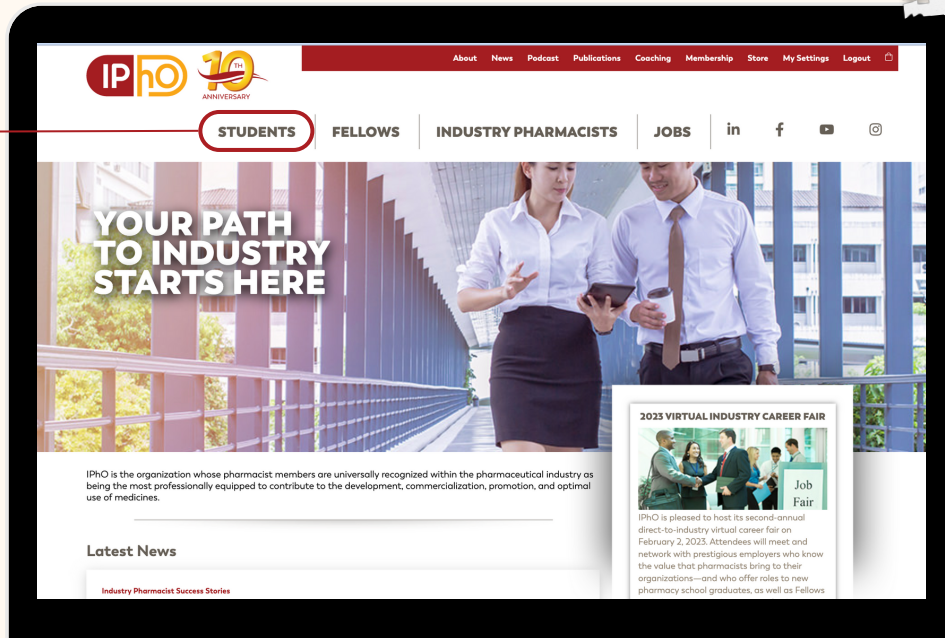 IPhO
10TH
ANNIVERSARY
About News Podcast Publications Coaching Membership Store My Settings Logout
STUDENTS FELLOWS INDUSTRY PHARMACISTS JOBS in f
YOUR PATH
TO INDUSTRY
STARTS HERE
IPhO is the organization whose pharmacist members are universally recognized within the pharmaceutical industry as
being the most professionally equipped to contribute to the development, commercialization, promotion, and optimal
use of medicines.
Latest News
Industry Pharmacist Success Stories
2023 VIRTUAL INDUSTRY CAREER FAIR
Job
Fair
IPhO is pleased to host its second-annual
direct-to-industry virtual career fair on
February 2, 2023. Attendees will meet and
network with prestigious employers who know
the value that pharmacists bring to their
organizations—and who offer roles to new
pharmacy school graduates, as well as Fellows